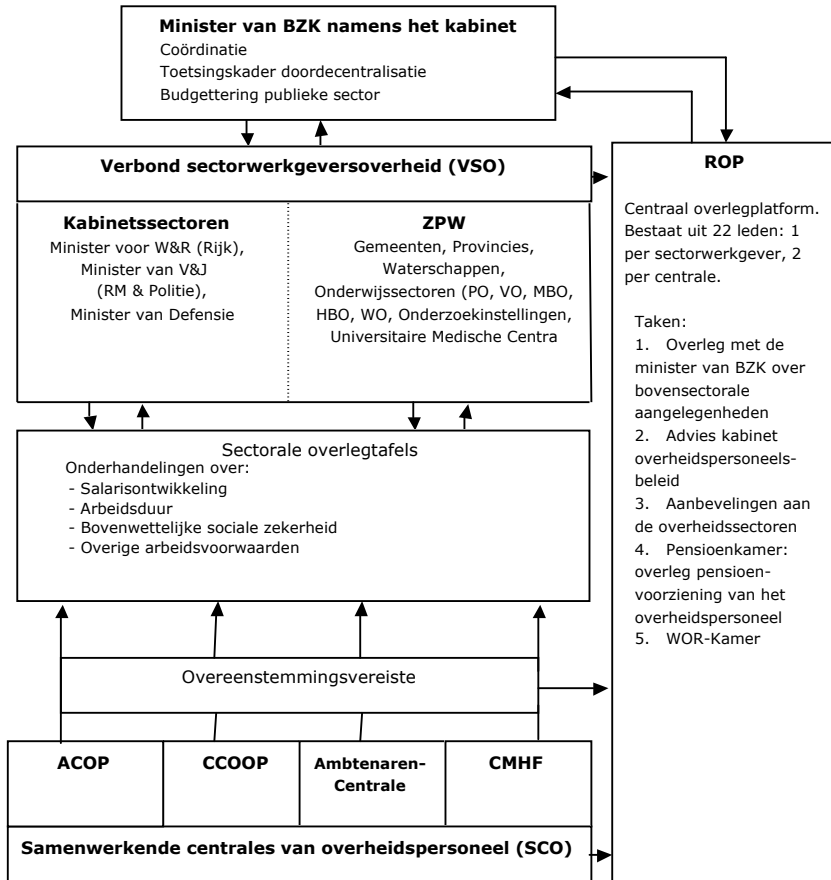 Minister van BZK namens het kabinet
Coördinatie
Toetsingskader doordecentralisatie
Budgettering publieke sector
Verbond sectorwerkgeversoverheid (VSO)
Kabinetssectoren
Minister voor W&R (Rijk),
Minister van V&J
(RM & Politie),
Minister van Defensie
ZPW
Gemeenten, Provincies,
Waterschappen,
Onderwijssectoren (PO, VO, MBO,
HBO, WO, Onderzoekinstellingen,
Universitaire Medische Centra
Sectorale overlegtafels
Onderhandelingen over:
- Salarisontwikkeling
- Arbeidsduur
- Bovenwettelijke sociale zekerheid
- Overige arbeidsvoorwaarden
Overeenstemmingsvereiste
ACOP
CCOOP
Ambtenaren-
Centrale
CMHF
Samenwerkende centrales van overheidspersoneel (SCO)
ROP
Centraal overlegplatform.
Bestaat uit 22 leden: 1
per sectorwerkgever, 2
per centrale.
Taken:
1. Overleg met de
minister van BZK over
bovensectorale
aangelegenheden
2. Advies kabinet
overheidspersoneels-
beleid
3. Aanbevelingen aan
de overheidssectoren
4. Pensioenkamer:
overleg pensioen-
voorziening van het
overheidspersoneel
5. WOR-Kamer